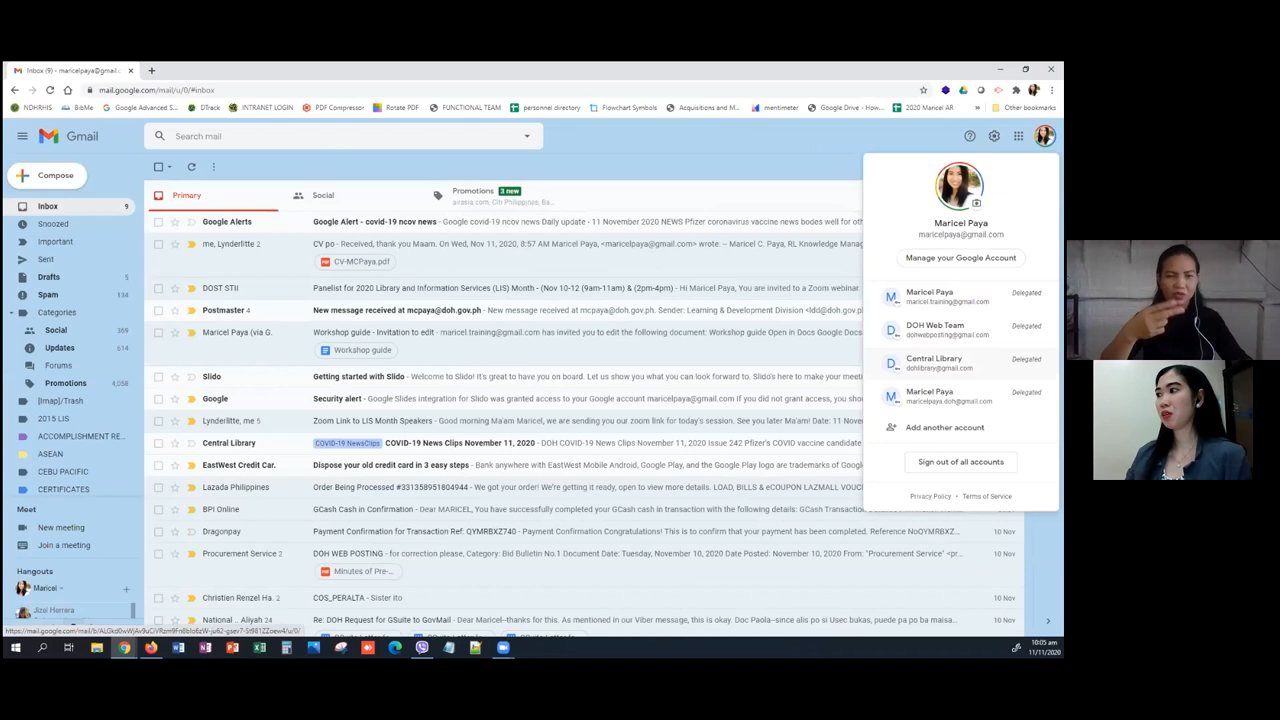 Inbox (9) - maricelpaya@gmail.c
mail.google.com/mail/u/0/#inbox
NDHRHIS BibMe Google Advanced S... DTrack INTRANET LOGIN PDF Compressor Rotate PDF FUNCTIONAL TEAM personnel directory Flowchart Symbols Acquisitions and M... mentimeter Google Drive - How... 2020 Maricel AR » Other bookmarks
Gmail
Search mail
Compose
Inbox 9
Snoozed
Important
Sent
Drafts 5
Spam 134
Categories
Social 369
Updates 614
Forums
Promotions 4,058
[Imap]/Trash
2015 LIS
ACCOMPLISHMENT RE...
ASEAN
CEBU PACIFIC
CERTIFICATES
Meet
New meeting
Join a meeting
Hangouts
Maricel
Jizel Herrera
Primary
Social
Promotions 3 new
airasia.com, Citi Philippines, Ba...
Google Alerts Google Alert - covid-19 ncov news - Google covid-19 ncov news Daily update · 11 November 2020 NEWS Pfizer coronavirus vaccine news bodes well for oth
me, Lynderlitte 2 CV po - Received, thank you Maam. On Wed, Nov 11, 2020, 8:57 AM Maricel Paya, <maricelpaya@gmail.com> wrote: -- Maricel C. Paya, RL Knowledge Manag
CV-MCPaya.pdf
DOST STII Panelist for 2020 Library and Information Services (LIS) Month - (Nov 10-12 (9am-11am) & (2pm-4pm) - Hi Maricel Paya, You are invited to a Zoom webinar.
Postmaster 4 New message received at mcpaya@doh.gov.ph - New message received at mcpaya@doh.gov.ph. Sender: Learning & Development Division <ldd@doh.gov.ph
Maricel Paya (via G. Workshop guide - Invitation to edit - maricel.training@gmail.com has invited you to edit the following document: Workshop guide Open in Docs Google Docs
Workshop guide
Slido Getting started with Slido - Welcome to Slido! It's great to have you on board. Let us show you what you can look forward to. Slido's here to make your meeti
Google Security alert - Google Slides integration for Slido was granted access to your Google account maricelpaya@gmail.com If you did not grant access, you shou
Lynderlitte, me 5 Zoom Link to LIS Month Speakers - Good morning Ma'am Maricel, we are sending you our zoom link for today's session. See you later Ma'am! Det
Central Library COVID-19 NewsClips COVID-19 News Clips November 11, 2020 - DOH COVID-19 News Clips November 11, 2020 Issue 242 Pfizer's COVID vaccine candidate
EastWest Credit Car. Dispose your old credit card in 3 easy steps - Bank anywhere with EastWest Mobile Android, Google Play, and the Google Play logo are trademarks of Google
Lazada Philippines Order Being Processed #331358951804944 - We got your order! We're getting it ready, open to view more details. LOAD, BILLS & eCOUPON LAZMALL VOUC
BPI Online GCash Cash in Confirmation - Dear MARICEL, You have successfully completed your GCash cash in transaction with the following details: GCash Transaction
Dragonpay Payment Confirmation for Transaction Ref: QYMRBXZ740 - Payment Confirmation Congratulations! This is to confirm that your payment has been completed. Reference NoQYMRBXZ740... 10 Nov
Procurement Service 2 DOH WEB POSTING - for correction please, Category: Bid Bulletin No.1 Document Date: Tuesday, November 10, 2020 Date Posted: November 10, 2020 From: "Procurement Service" <pr... 10 Nov
Minutes of Pre-...
Christien Renzel Ha. 2 COS_PERALTA - Sister ito 10 Nov
National .. Aliyah 24 Re: DOH Request for GSuite to GovMail - Dear Maricel--thanks for this. As mentioned in our Viber message, this is okay. Doc Paola--since alis po si Usec bukas, puede pa po ba maisa... 10 Nov
Maricel Paya
maricelpaya@gmail.com
Manage your Google Account
Maricel Paya Delegated
maricel.training@gmail.com
DOH Web Team Delegated
dohwebposting@gmail.com
Central Library Delegated
dohlibrary@gmail.com
Maricel Paya Delegated
maricelpaya.doh@gmail.com
Add another account
Sign out of all accounts
Privacy Policy • Terms of Service
10:05 am
11/11/2020